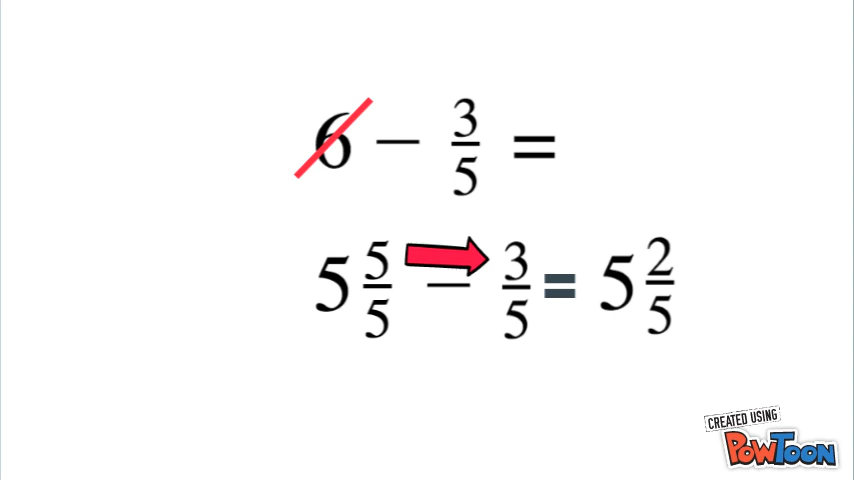 6 − 3/5 =
5 5/5 − 3/5 = 5 2/5
CREATED USING
POWTOON